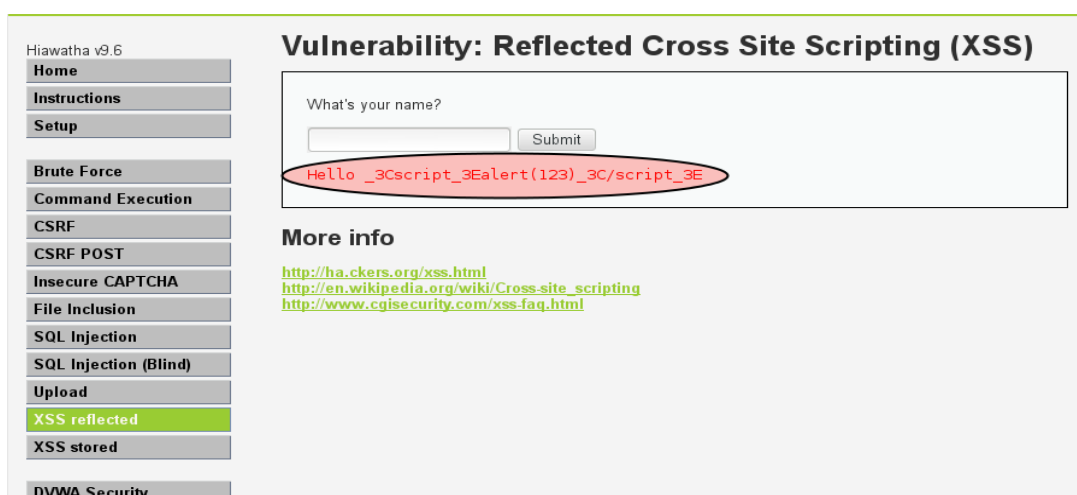 Hiawatha v9.6
Home
Instructions
Setup
Brute Force
Command Execution
CSRF
CSRF POST
Insecure CAPTCHA
File Inclusion
SQL Injection
SQL Injection (Blind)
Upload
XSS reflected
XSS stored
DVWA Security
Vulnerability: Reflected Cross Site Scripting (XSS)
What's your name?
Submit
Hello _3Cscript_3Ealert(123)_3C/script_3E
More info
http://ha.ckers.org/xss.html
http://en.wikipedia.org/wiki/Cross-site_scripting
http://www.cgisecurity.com/xss-faq.html